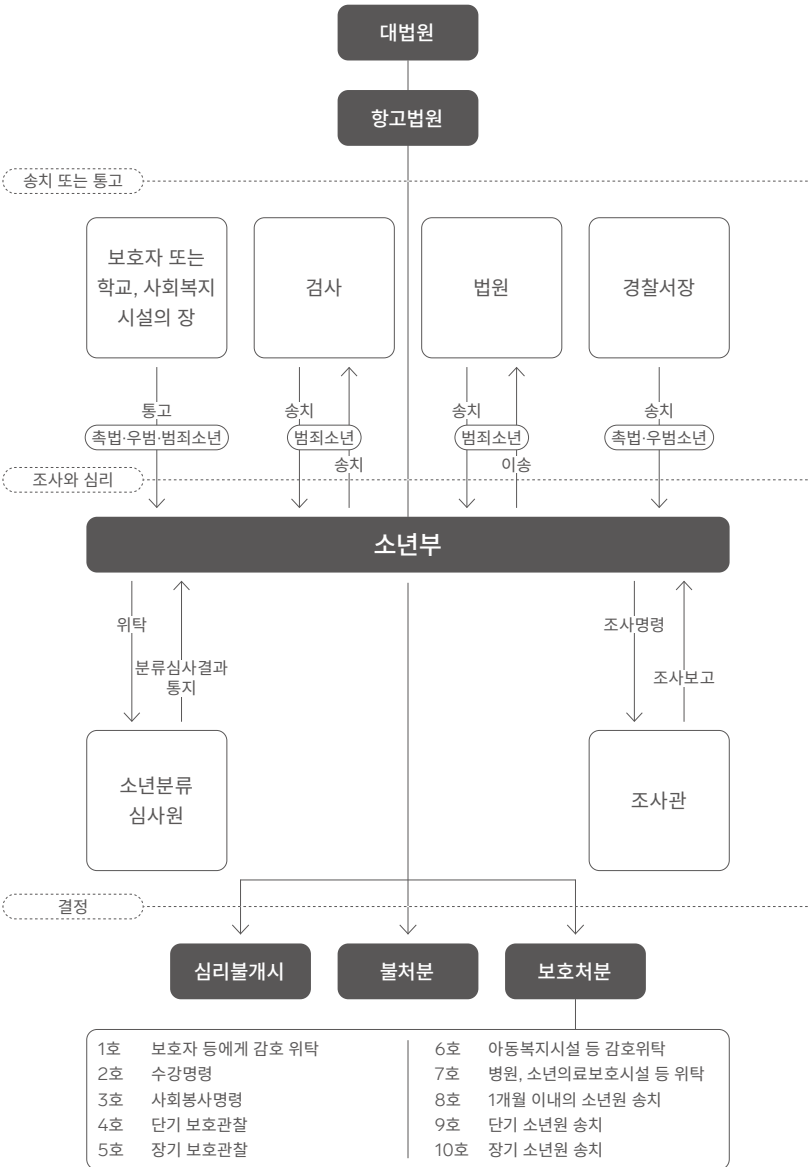 대법원
항고법원
송치 또는 통고
보호자 또는
학교, 사회복지
시설의 장
검사
법원
경찰서장
통고
촉법·우범·범죄소년
송치
범죄소년
송치
송치
범죄소년
이송
송치
촉법·우범소년
조사와 심리
소년부
위탁
분류심사결과
통지
조사명령
조사보고
소년분류
심사원
조사관
결정
심리불개시
불처분
보호처분
1호 보호자 등에게 감호 위탁
2호 수강명령
3호 사회봉사명령
4호 단기 보호관찰
5호 장기 보호관찰
6호 아동복지시설 등 감호위탁
7호 병원, 소년의료보호시설 등 위탁
8호 1개월 이내의 소년원 송치
9호 단기 소년원 송치
10호 장기 소년원 송치